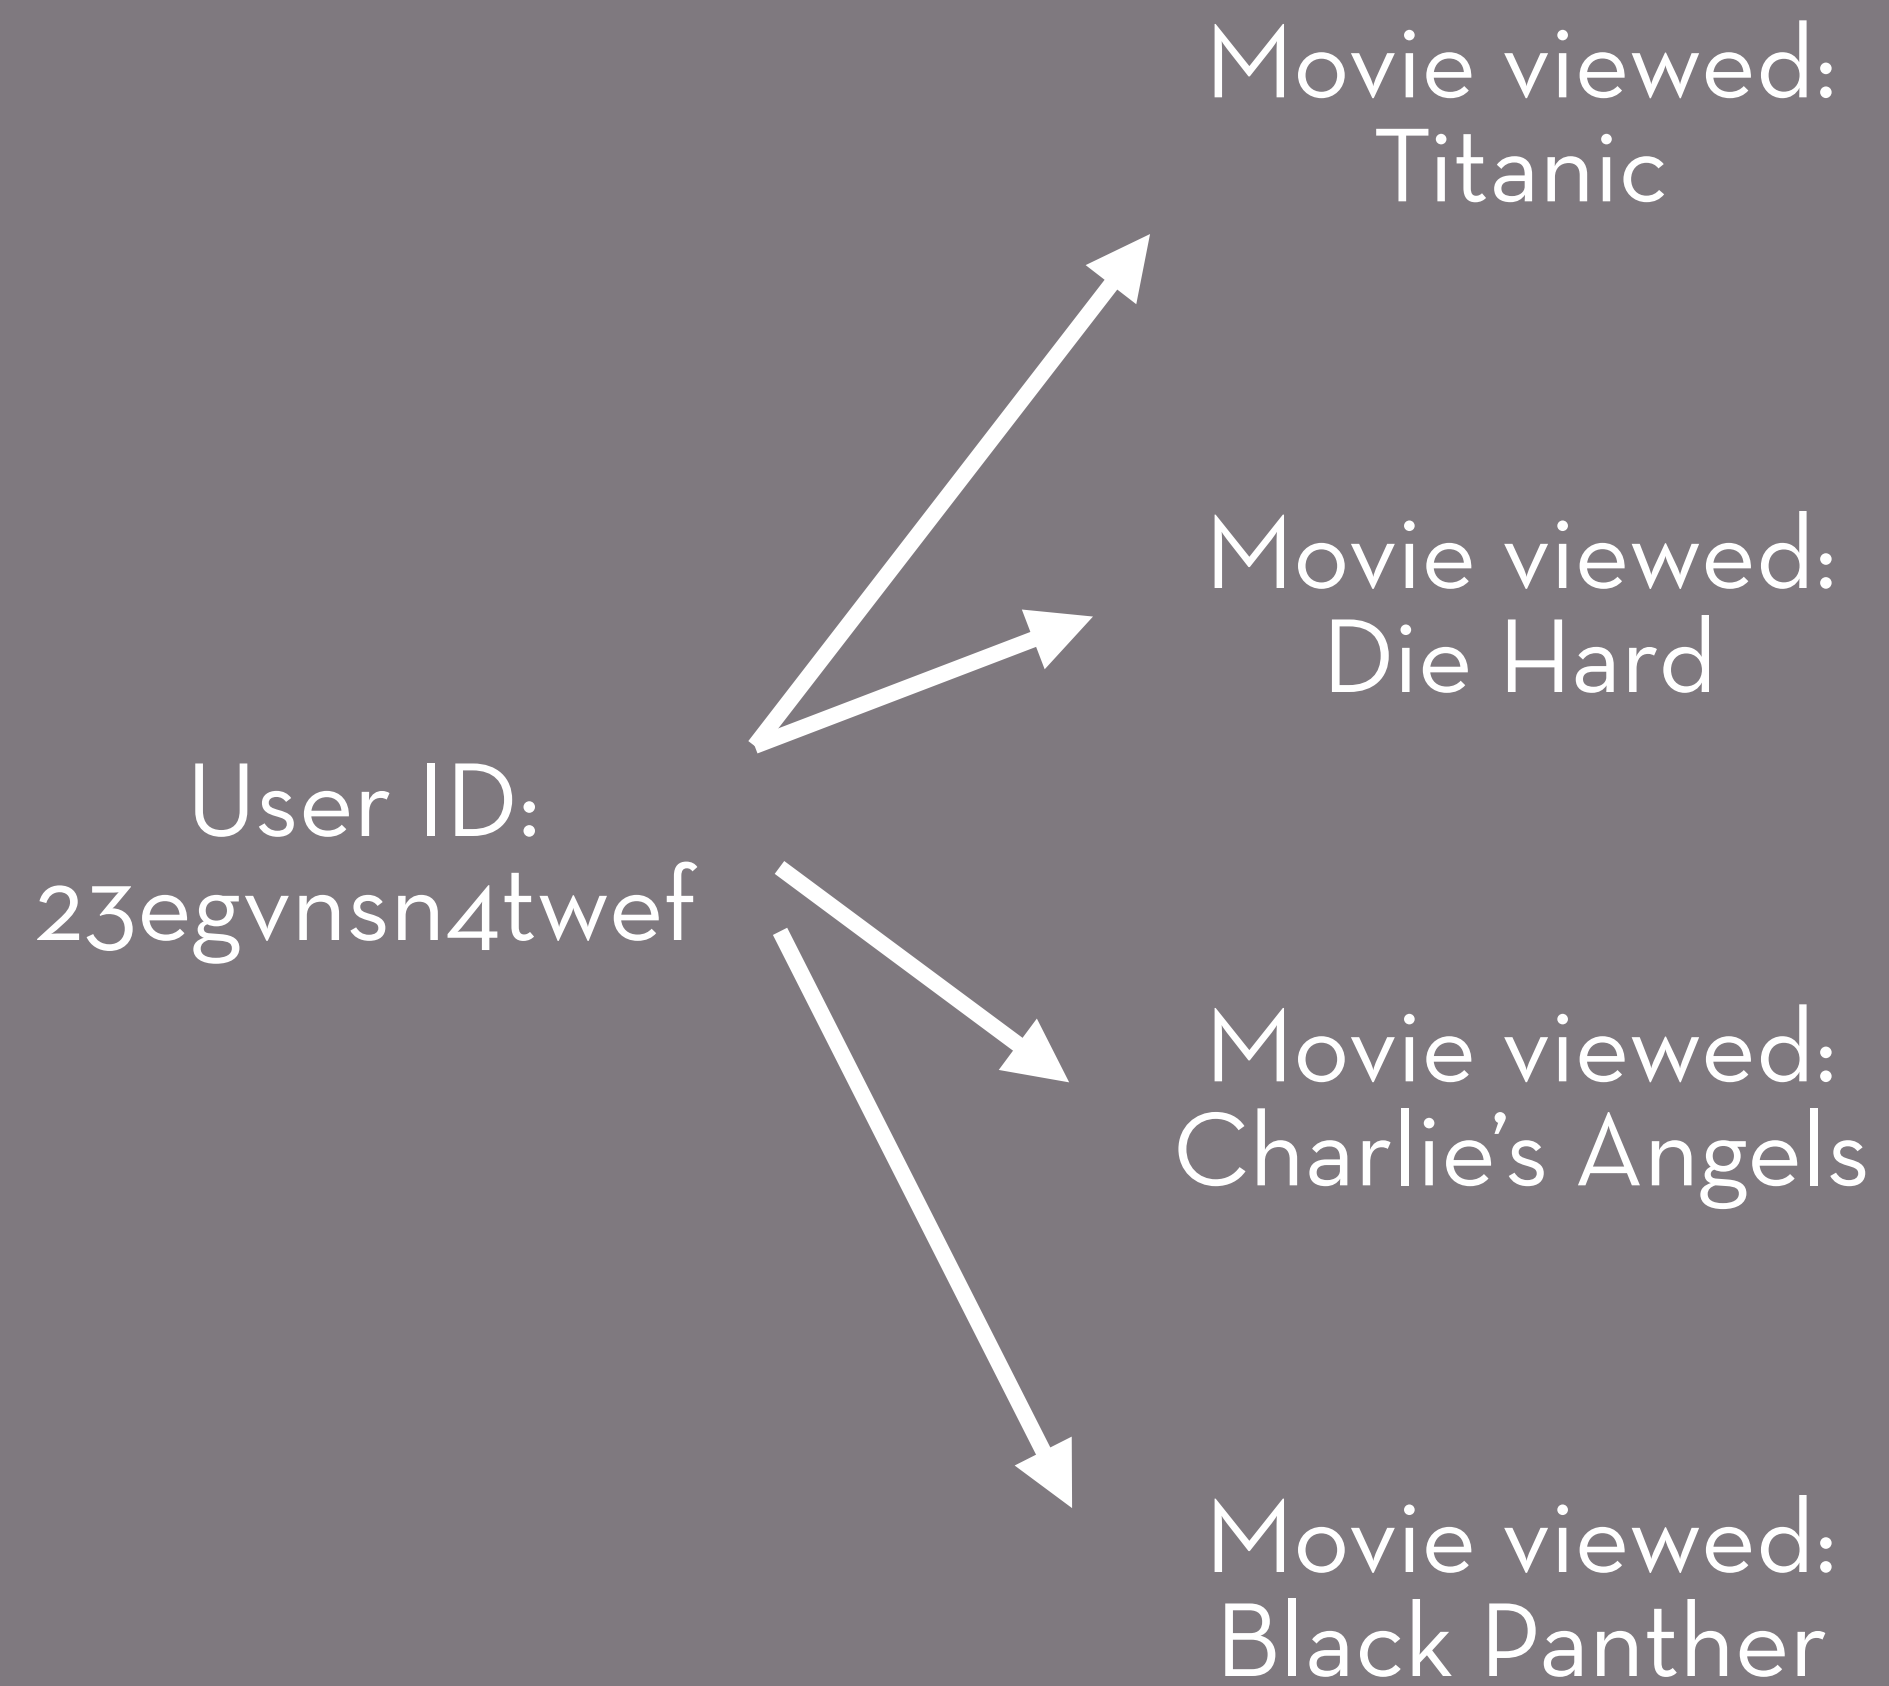 Movie viewed:
Titanic
Movie viewed:
Die Hard
User ID:
23egvnsn4twef
Movie viewed:
Charlie’s Angels
Movie viewed:
Black Panther